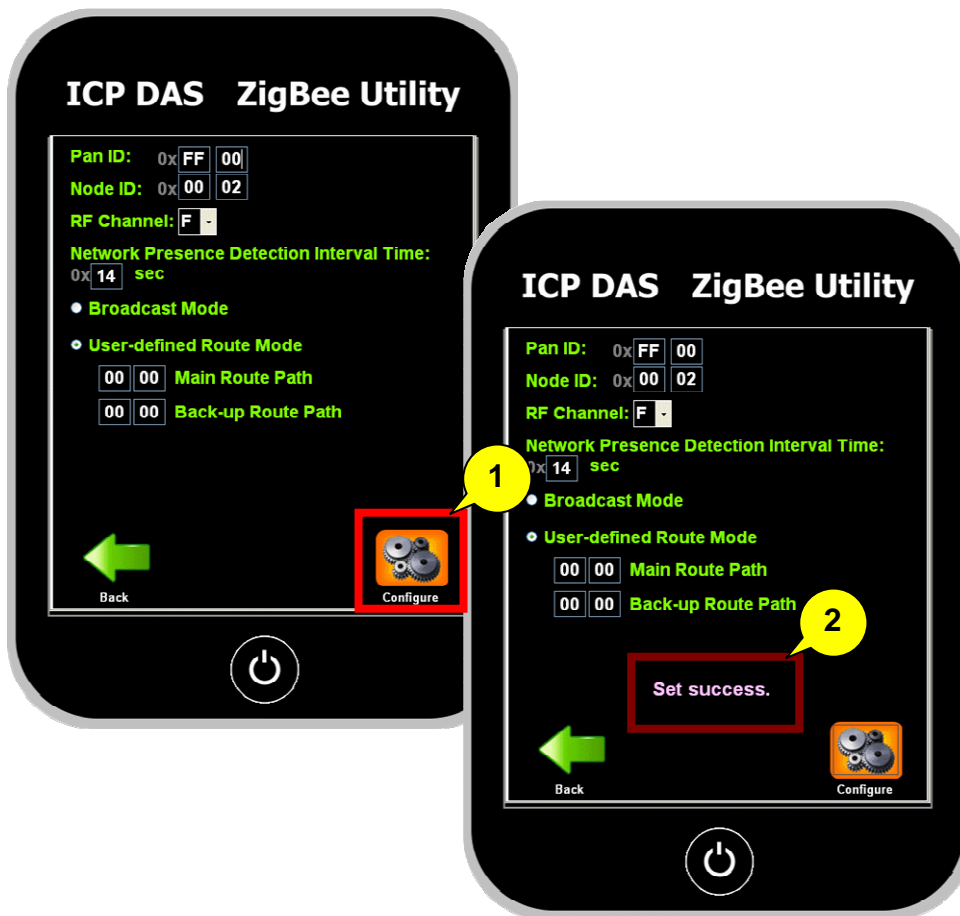 ICP DAS ZigBee Utility
Pan ID: 0x FF 00
Node ID: 0x 00 02
RF Channel: F
Network Presence Detection Interval Time:
0x 14 sec
Broadcast Mode
User-defined Route Mode
00 00 Main Route Path
00 00 Back-up Route Path
1
Back
Configure
ICP DAS ZigBee Utility
Pan ID: 0x FF 00
Node ID: 0x 00 02
RF Channel: F
Network Presence Detection Interval Time:
0x 14 sec
Broadcast Mode
User-defined Route Mode
00 00 Main Route Path
00 00 Back-up Route Path
2
Set success.
Back
Configure